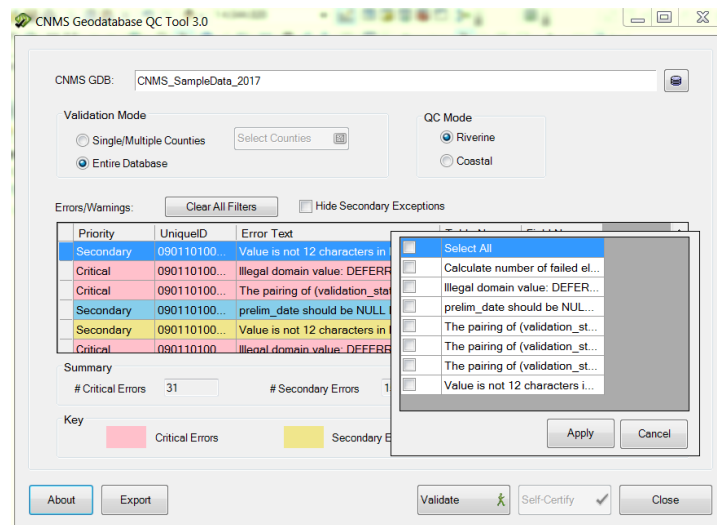 CNMS Geodatabase QC Tool 3.0
CNMS GDB: CNMS_SampleData_2017
Validation Mode
QC Mode
Single/Multiple Counties
Select Counties
Riverine
Entire Database
Coastal
Errors/Warnings:
Clear All Filters
Hide Secondary Exceptions
Priority UniqueID Error Text
Secondary 090110100... Value is not 12 characters in
Critical 090110100... Illegal domain value: DEFERR
Critical 090110100... The pairing of (validation_stat
Secondary 090110100... prelim_date should be NULL
Secondary 090110100... Value is not 12 characters in
Critical 090110100 Illegal domain value: DEFERR
Select All
Calculate number of failed el...
Illegal domain value: DEFER...
prelim_date should be NUL...
The pairing of (validation_st...
The pairing of (validation_st...
The pairing of (validation_st...
Value is not 12 characters i...
Apply
Cancel
Summary
# Critical Errors 31 # Secondary Errors 1
Key
Critical Errors
Secondary E
About
Export
Validate
Self-Certify
Close